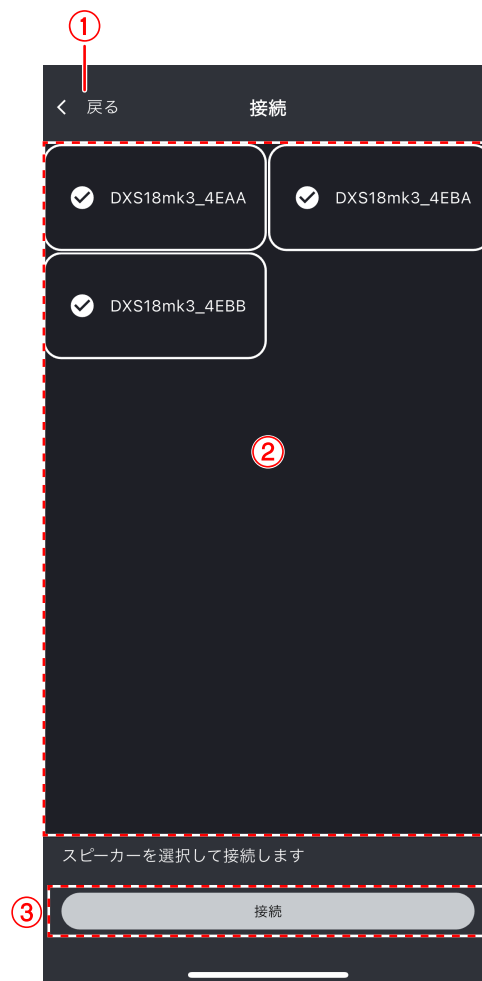 ①
戻る
接続
DXS18mk3_4EAA
DXS18mk3_4EBA
DXS18mk3_4EBB
②
スピーカーを選択して接続します
③
接続